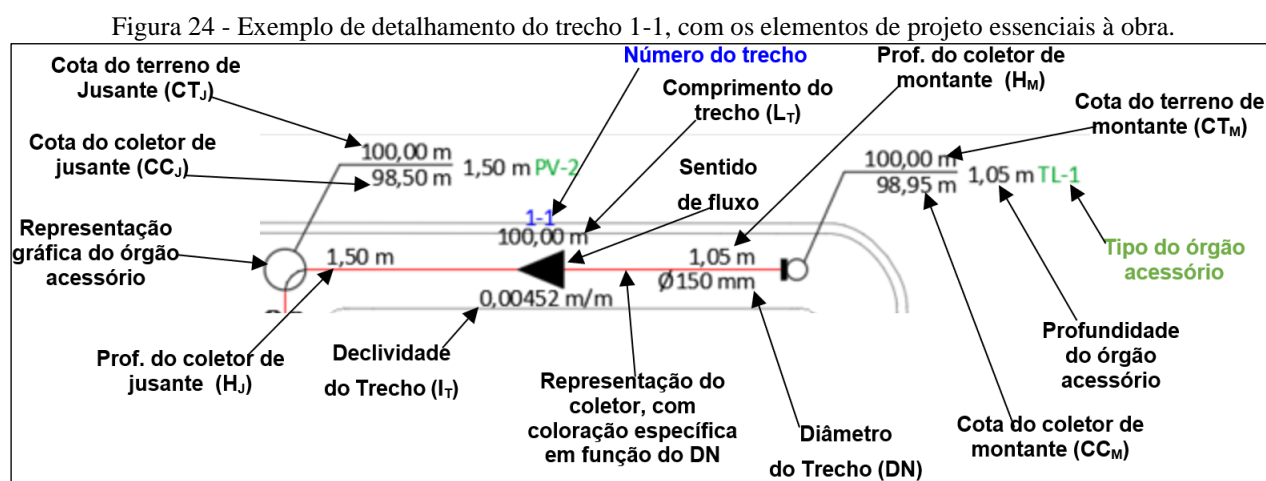 Figura 24 - Exemplo de detalhamento do trecho 1-1, com os elementos de projeto essenciais à obra.
Cota do terreno de
Jusante (CTJ)
Número do trecho
Comprimento do
trecho (LT)
Prof. do coletor de
montante (HM)
Cota do terreno de
montante (CTM)
Cota do coletor de
jusante (CCJ)
100,00 m
98,50 m
1,50 m PV-2
Sentido
de fluxo
100,00 m
98,95 m
1,05 m TL-1
Representação
gráfica do órgão
acessório
1-1
100,00 m
1,50 m
1,05 m
Ø150 mm
0,00452 m/m
Tipo do órgão
acessório
Prof. do coletor de
jusante (HJ)
Declividade
do Trecho (IT)
Representação do
coletor, com
coloração específica
em função do DN
Diâmetro
do Trecho (DN)
Profundidade
do órgão
acessório
Cota do coletor de
montante (CCM)